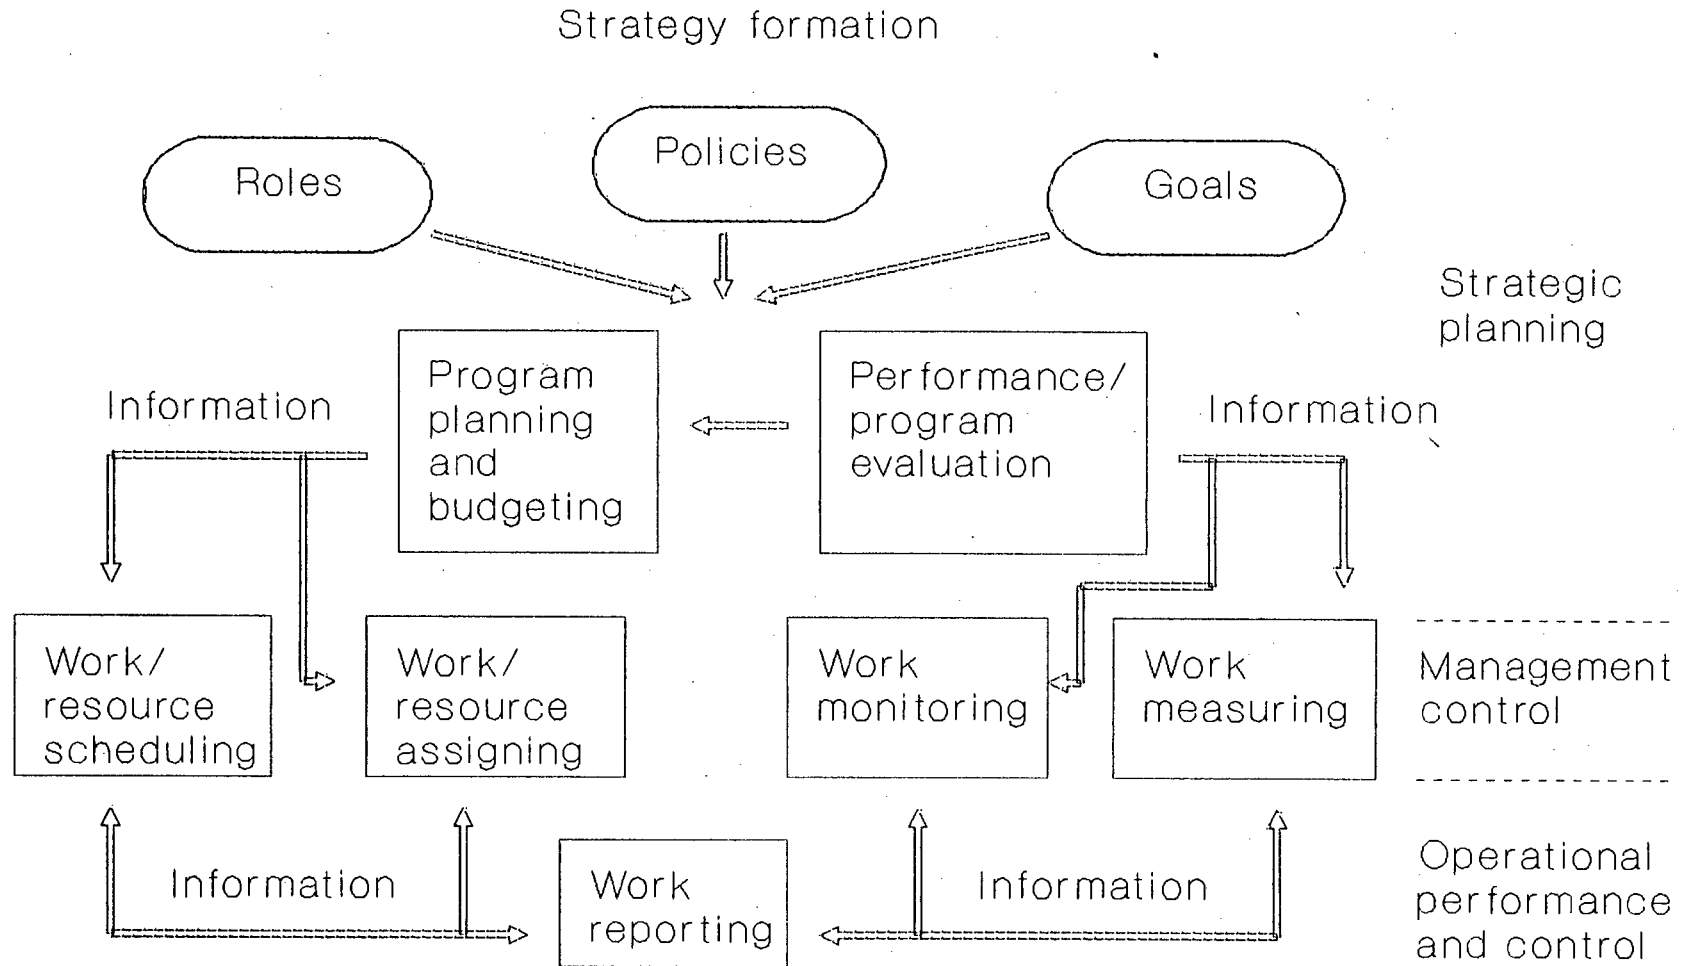 Strategy formation
Roles
Policies
Goals
Strategic
planning
Program
planning
and
budgeting
Performance/
program
evaluation
Information
Information
Work/
resource
scheduling
Work/
resource
assigning
Work
monitoring
Work
measuring
Management
control
Information
Work
reporting
Information
Operational
performance
and control